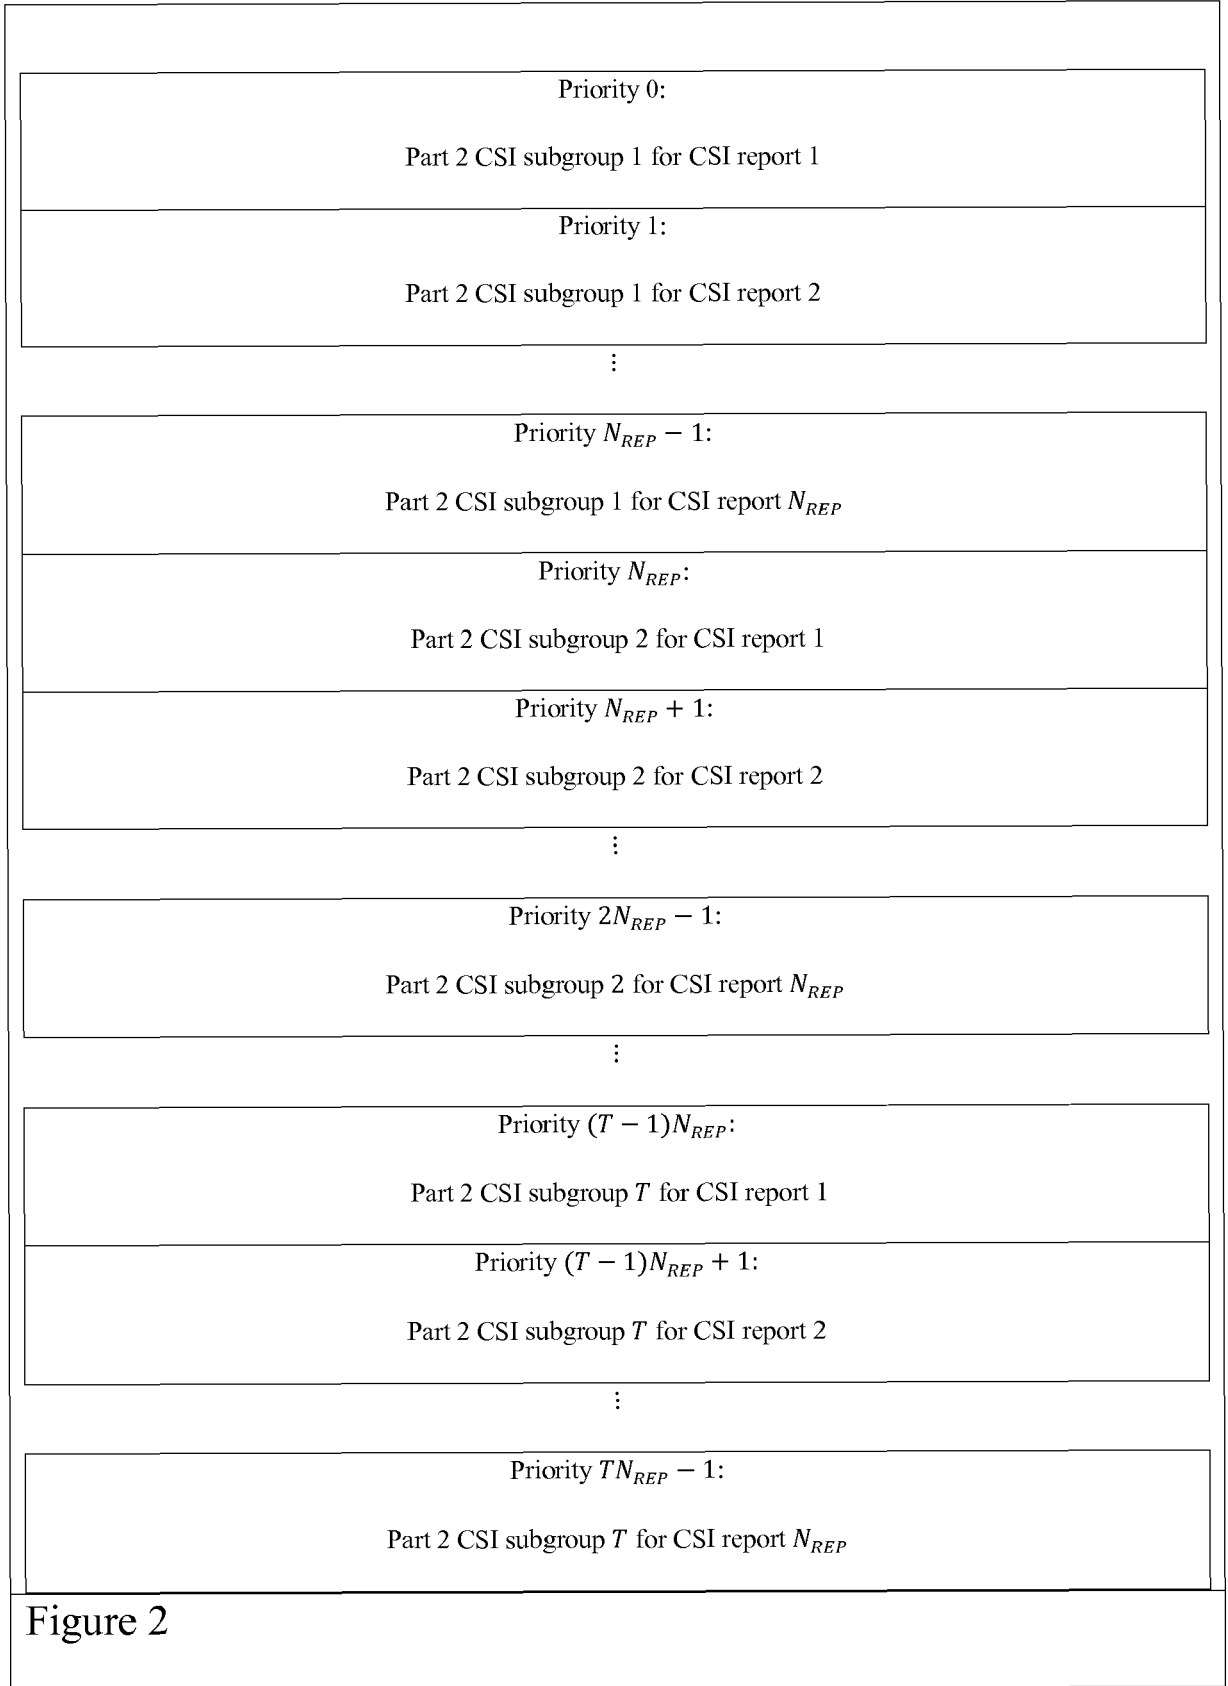 Priority 0:
Part 2 CSI subgroup 1 for CSI report 1
Priority 1:
Part 2 CSI subgroup 1 for CSI report 2
⋮
Priority N_REP − 1:
Part 2 CSI subgroup 1 for CSI report N_REP
Priority N_REP:
Part 2 CSI subgroup 2 for CSI report 1
Priority N_REP + 1:
Part 2 CSI subgroup 2 for CSI report 2
⋮
Priority 2N_REP − 1:
Part 2 CSI subgroup 2 for CSI report N_REP
⋮
Priority (T − 1)N_REP:
Part 2 CSI subgroup T for CSI report 1
Priority (T − 1)N_REP + 1:
Part 2 CSI subgroup T for CSI report 2
⋮
Priority TN_REP − 1:
Part 2 CSI subgroup T for CSI report N_REP
Figure 2